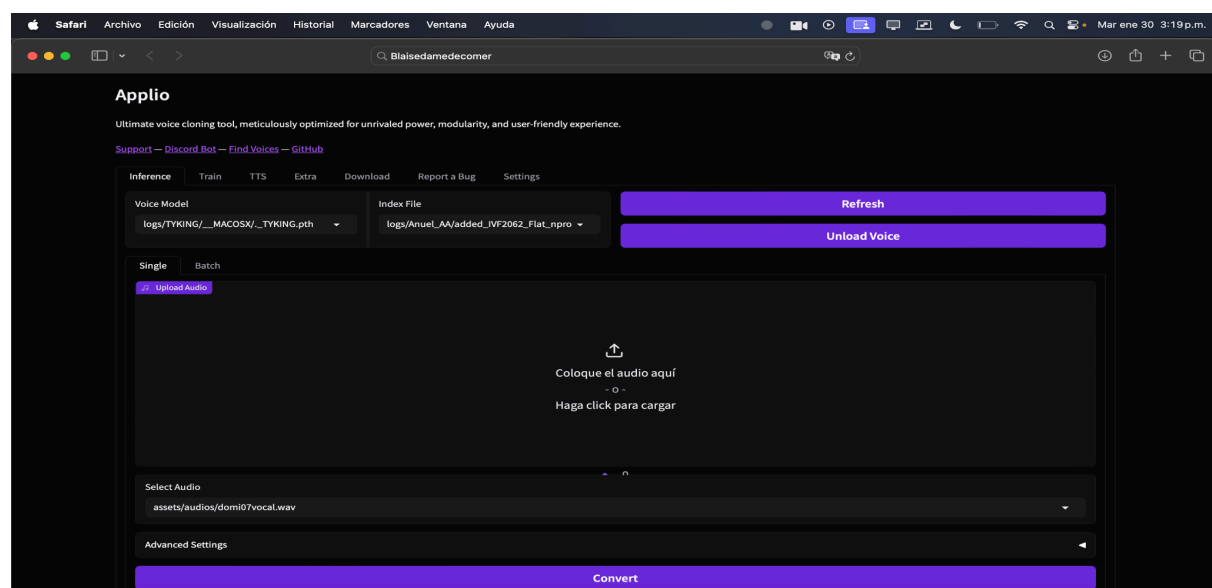 Safari Archivo Edición Visualización Historial Marcadores Ventana Ayuda Mar ene 30 3:19 p.m.
Blaisedamedecomer
Applio
Ultimate voice cloning tool, meticulously optimized for unrivaled power, modularity, and user-friendly experience.
Support — Discord Bot — Find Voices — GitHub
Inference Train TTS Extra Download Report a Bug Settings
Voice Model Index File Refresh
logs/TYKING/__MACOSX/._TYKING.pth logs/Anuel_AA/added_IVF2062_Flat_npro
Unload Voice
Single Batch
Upload Audio
Coloque el audio aquí
- o -
Haga click para cargar
Select Audio
assets/audios/domi07vocal.wav
Advanced Settings
Convert